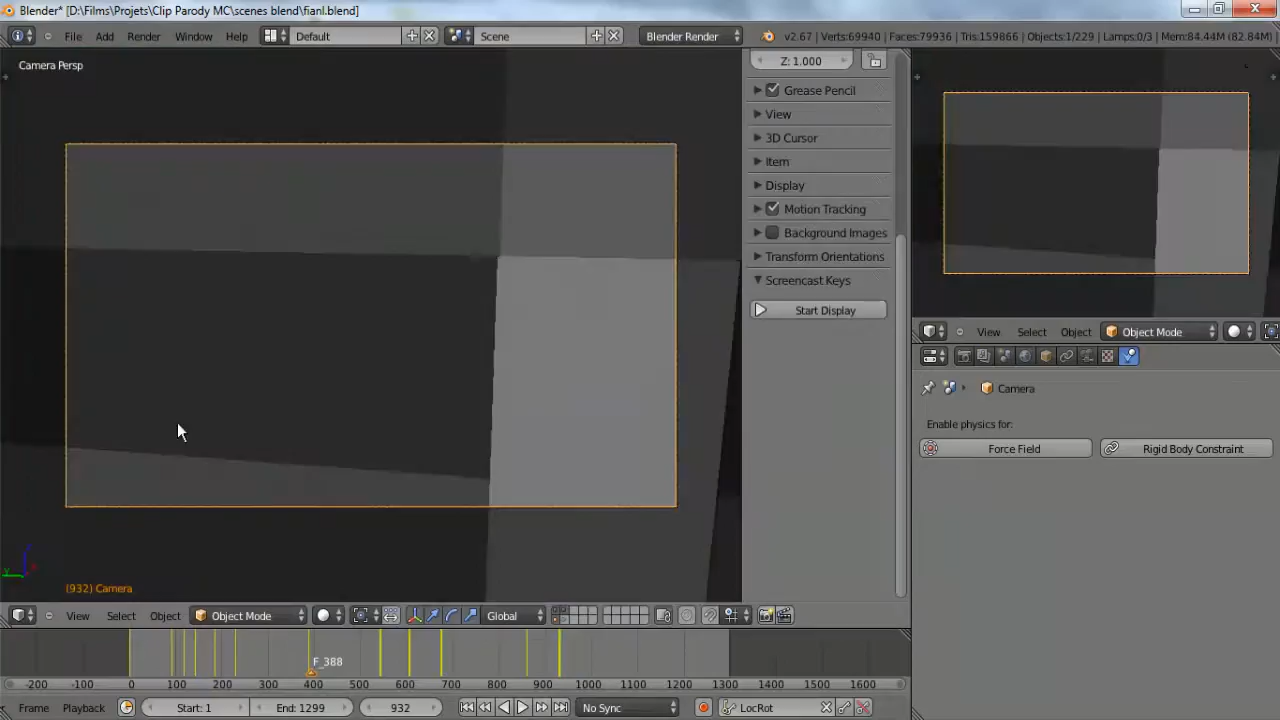 Blender* [D:\Films\Projets\Clip Parody MC\scenes blend\fianl.blend]
File Add Render Window Help Default Scene Blender Render v2.67 | Verts:69940 | Faces:79936 | Tris:159866 | Objects:1/229 | Lamps:0/3 | Mem:84.44M (82.84M) |
Camera Persp
Z: 1.000
Grease Pencil
View
3D Cursor
Item
Display
Motion Tracking
Background Images
Transform Orientations
Screencast Keys
Start Display
View Select Object Object Mode
Camera
Enable physics for:
Force Field Rigid Body Constraint
(932) Camera
View Select Object Object Mode Global
F_388
-200 -100 0 100 200 300 400 500 600 700 800 900 1000 1100 1200 1300 1400 1500 1600
Frame Playback Start: 1 End: 1299 932 No Sync LocRot